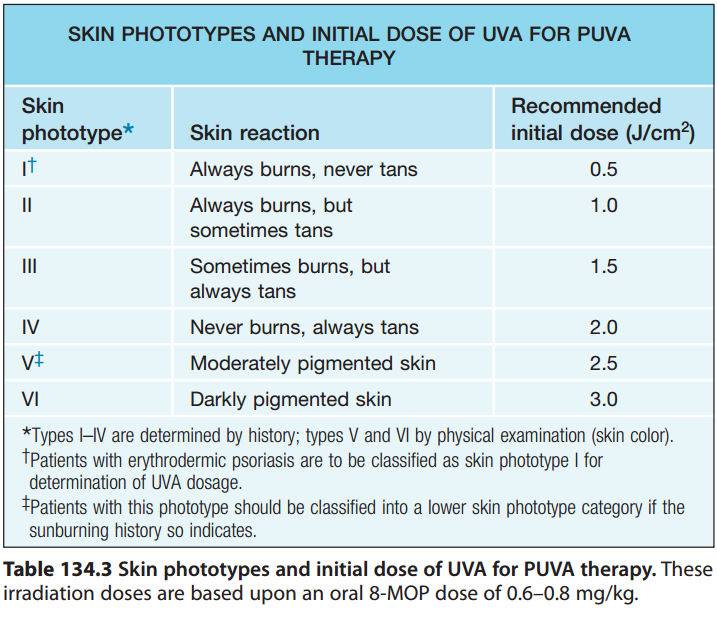 SKIN PHOTOTYPES AND INITIAL DOSE OF UVA FOR PUVA
THERAPY
Skin
phototype*
Skin reaction
Recommended
initial dose (J/cm²)
I†
Always burns, never tans
0.5
II
Always burns, but
sometimes tans
1.0
III
Sometimes burns, but
always tans
1.5
IV
Never burns, always tans
2.0
V‡
Moderately pigmented skin
2.5
VI
Darkly pigmented skin
3.0
*Types I–IV are determined by history; types V and VI by physical examination (skin color).
†Patients with erythrodermic psoriasis are to be classified as skin phototype I for
determination of UVA dosage.
‡Patients with this phototype should be classified into a lower skin phototype category if the
sunburning history so indicates.
Table 134.3 Skin phototypes and initial dose of UVA for PUVA therapy. These
irradiation doses are based upon an oral 8-MOP dose of 0.6–0.8 mg/kg.